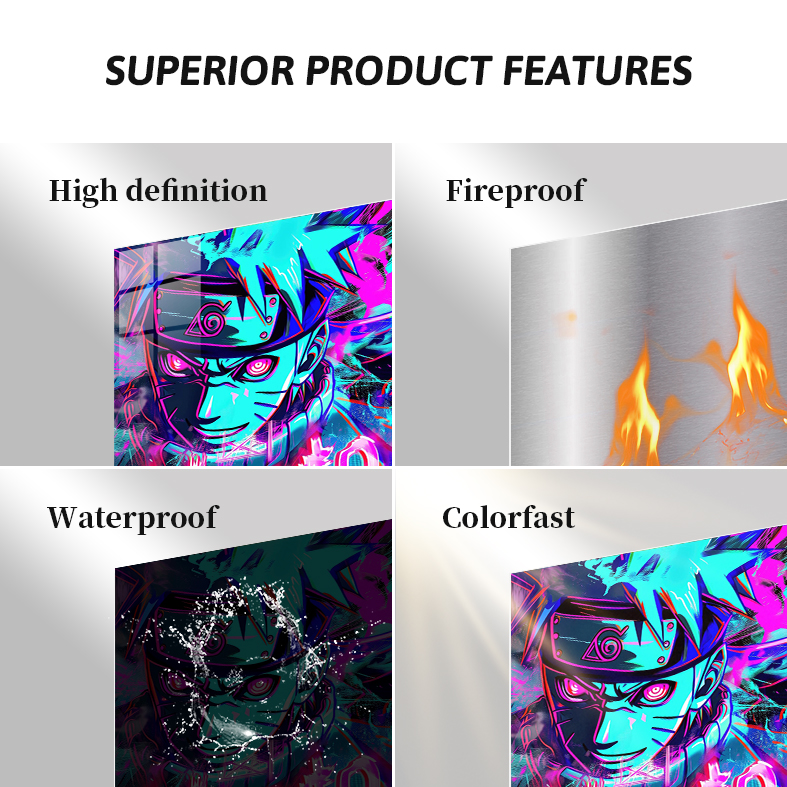 SUPERIOR PRODUCT FEATURES
High definition
Fireproof
Waterproof
Colorfast